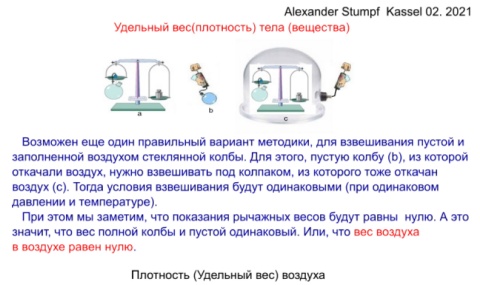 Alexander Stumpf Kassel 02. 2021
Удельный вес(плотность) тела (вещества)
a
b
c
Возможен еще один правильный вариант методики, для взвешивания пустой и
заполненной воздухом стеклянной колбы. Для этого, пустую колбу (b), из которой
откачали воздух, нужно взвешивать под колпаком, из которого тоже откачан
воздух (c). Тогда условия взвешивания будут одинаковыми (при одинаковом
давлении и температуре).
При этом мы заметим, что показания рычажных весов будут равны нулю. А это
значит, что вес полной колбы и пустой одинаковый. Или, что вес воздуха
в воздухе равен нулю.
Плотность (Удельный вес) воздуха